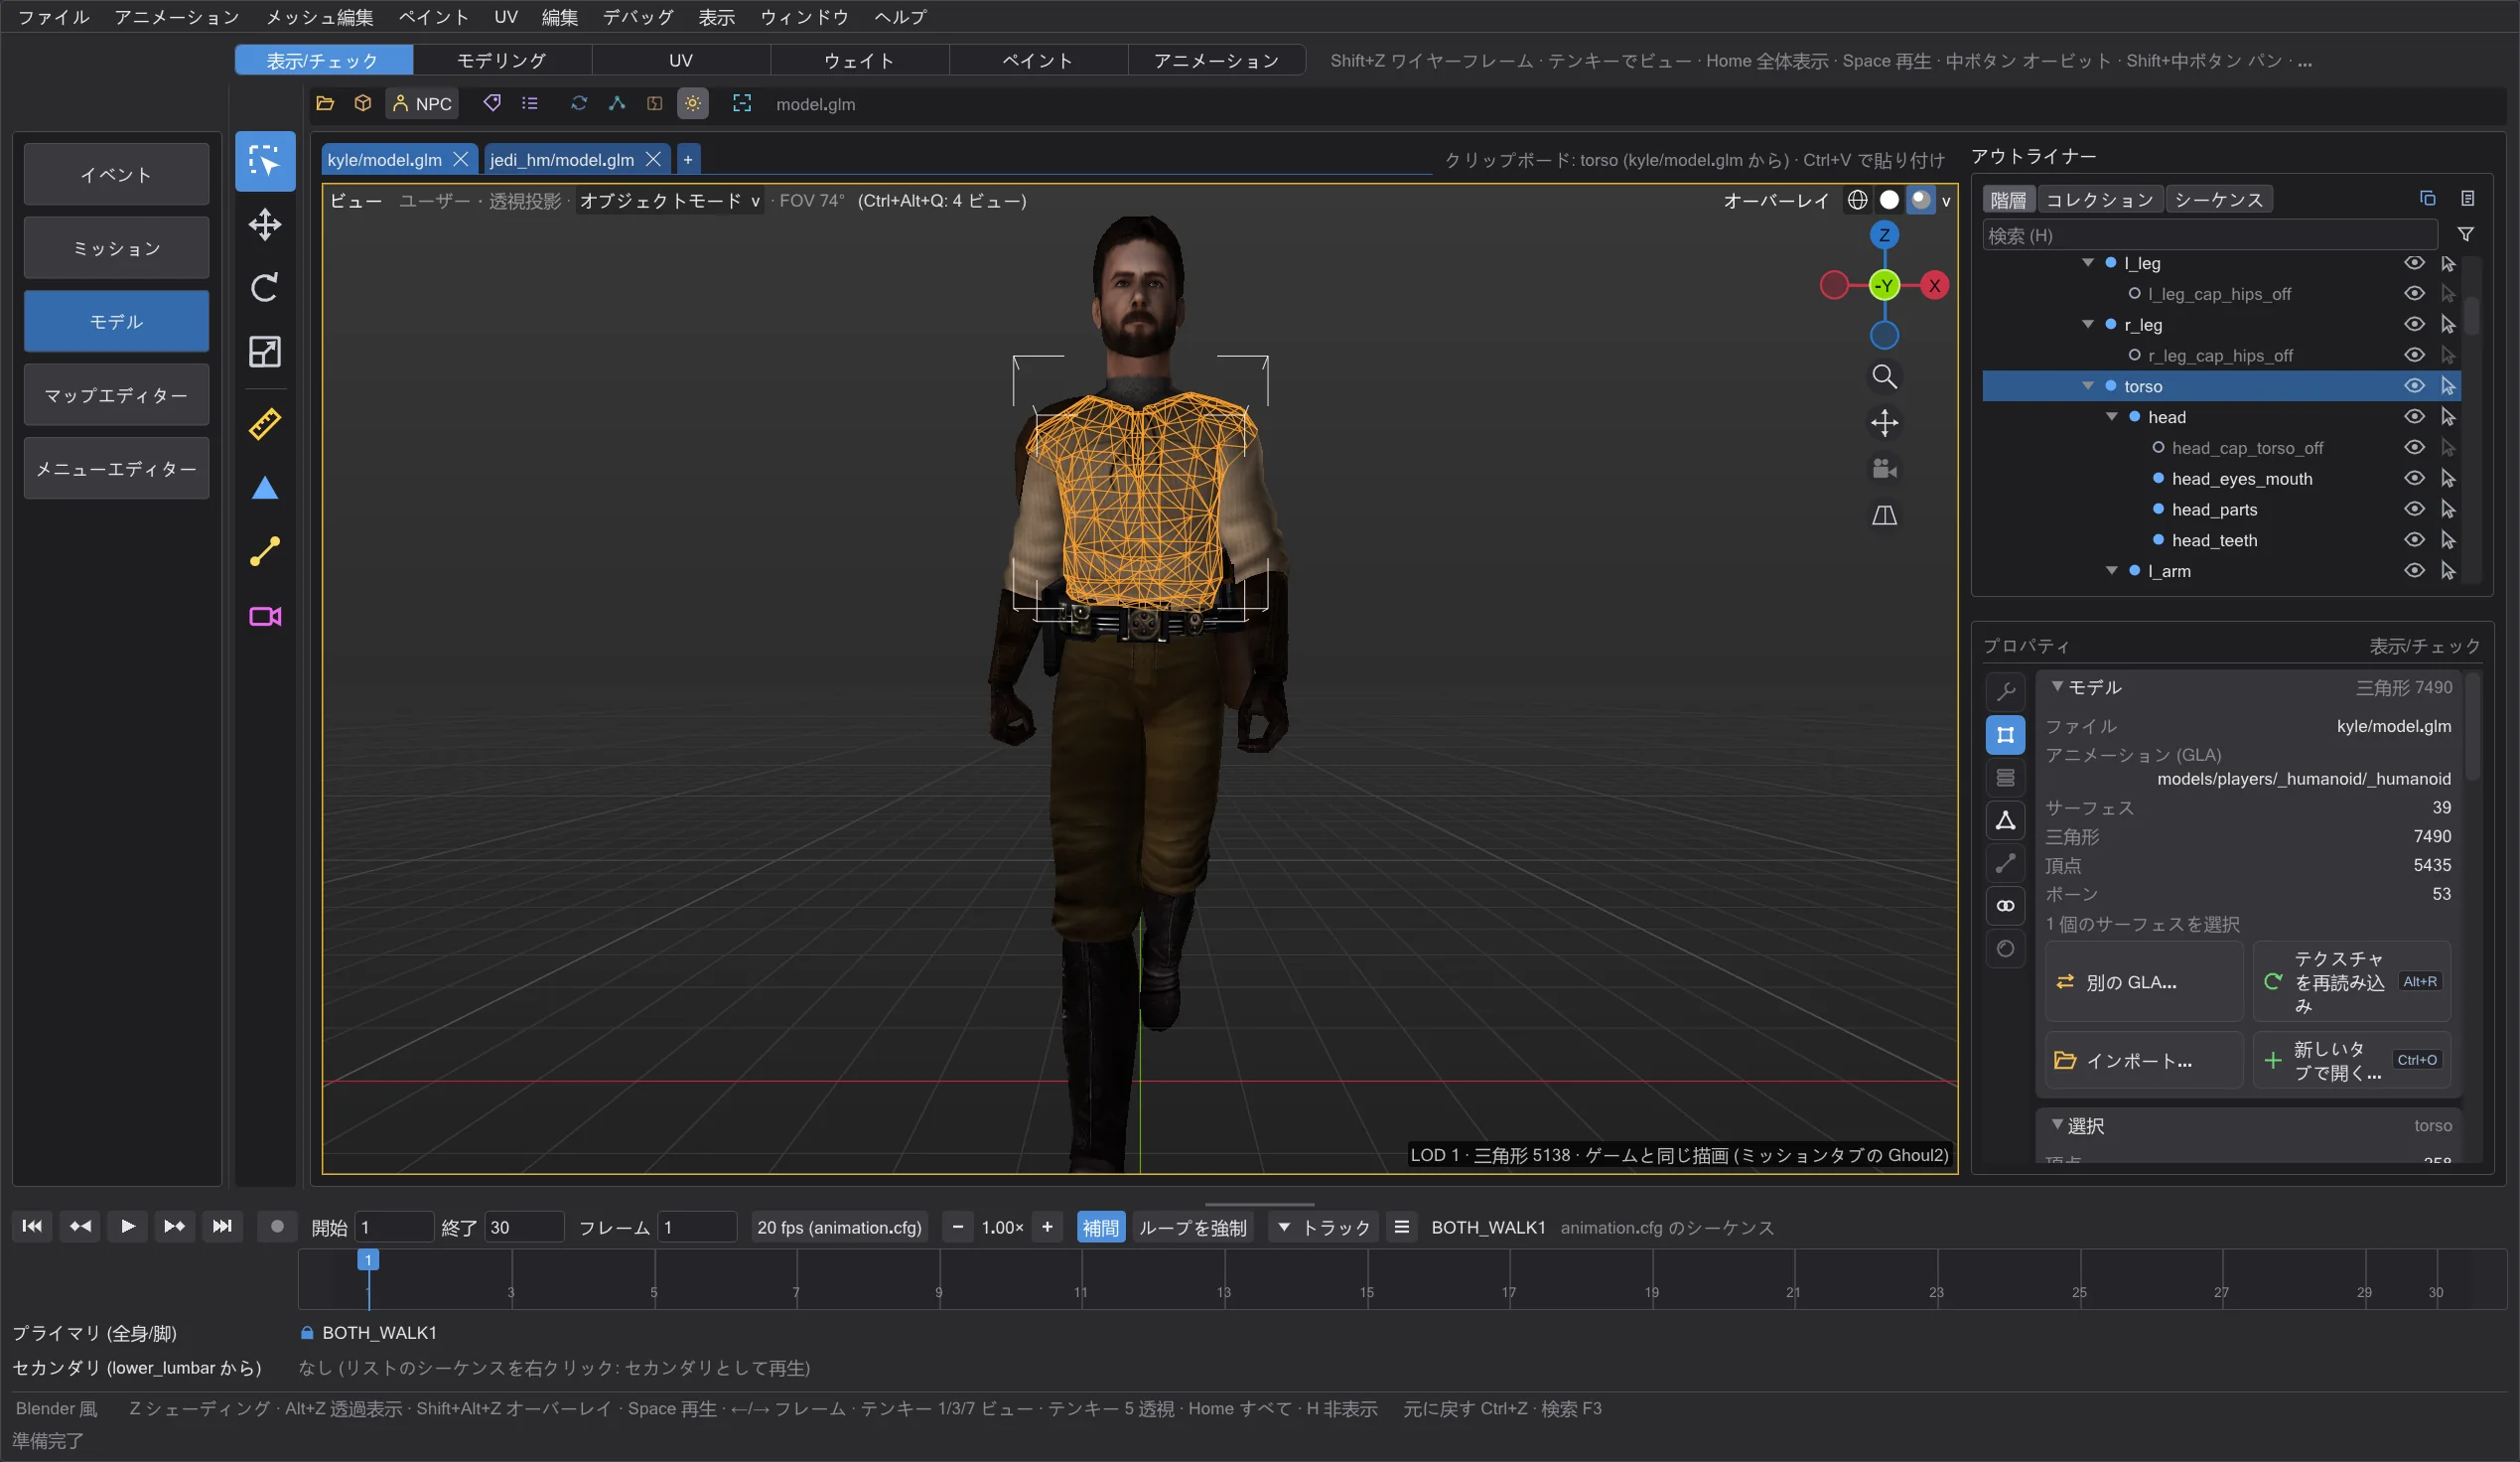 ファイル アニメーション メッシュ編集 ペイント UV 編集 デバッグ 表示 ウィンドウ ヘルプ
表示/チェック モデリング UV ウェイト ペイント アニメーション Shift+Z ワイヤーフレーム · テンキーでビュー · Home 全体表示 · Space 再生 · 中ボタン オービット · Shift+中ボタン パン · ...
NPC model.glm
イベント
ミッション
モデル
マップエディター
メニューエディター
kyle/model.glm jedi_hm/model.glm + クリップボード: torso (kyle/model.glm から) · Ctrl+V で貼り付け
ビュー ユーザー · 透視投影 · オブジェクトモード v · FOV 74° (Ctrl+Alt+Q: 4 ビュー) オーバーレイ v
Z
-Y X
LOD 1 · 三角形 5138 · ゲームと同じ描画 (ミッションタブの Ghoul2)
アウトライナー
階層 コレクション シーケンス
検索 (H)
l_leg
l_leg_cap_hips_off
r_leg
r_leg_cap_hips_off
torso
head
head_cap_torso_off
head_eyes_mouth
head_parts
head_teeth
l_arm
プロパティ 表示/チェック
モデル 三角形 7490
ファイル kyle/model.glm
アニメーション (GLA)
models/players/_humanoid/_humanoid
サーフェス 39
三角形 7490
頂点 5435
ボーン 53
1 個のサーフェスを選択
別の GLA...
テクスチャを再読み込み Alt+R
インポート...
新しいタブで開く... Ctrl+O
選択 torso
開始 1 終了 30 フレーム 1 20 fps (animation.cfg) − 1.00× + 補間 ループを強制 トラック BOTH_WALK1 animation.cfg のシーケンス
1
1 3 5 7 9 11 13 15 17 19 21 23 25 27 29 30
プライマリ (全身/脚) BOTH_WALK1
セカンダリ (lower_lumbar から) なし (リストのシーケンスを右クリック: セカンダリとして再生)
Blender 風 Z シェーディング · Alt+Z 透過表示 · Shift+Alt+Z オーバーレイ · Space 再生 · ←/→ フレーム · テンキー 1/3/7 ビュー · テンキー 5 透視 · Home すべて · H 非表示 元に戻す Ctrl+Z · 検索 F3
準備完了